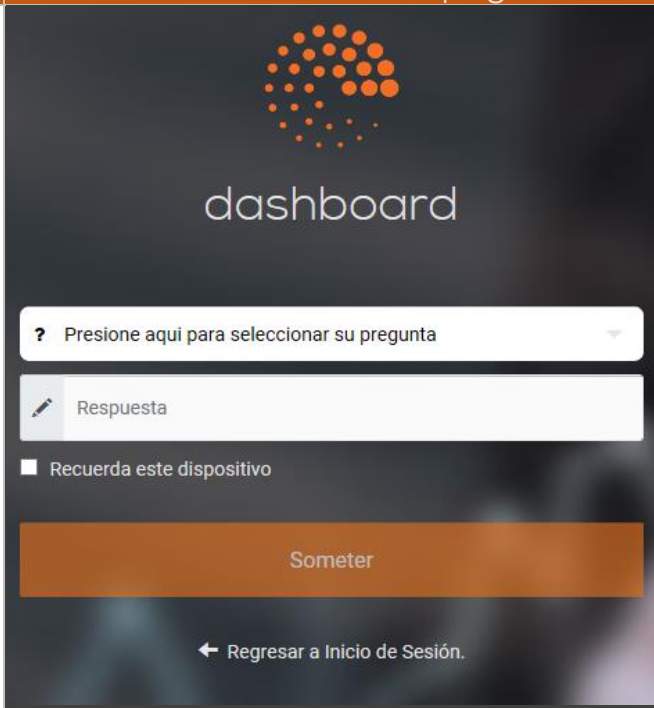 dashboard
? Presione aqui para seleccionar su pregunta
Respuesta
Recuerda este dispositivo
Someter
Regresar a Inicio de Sesión.